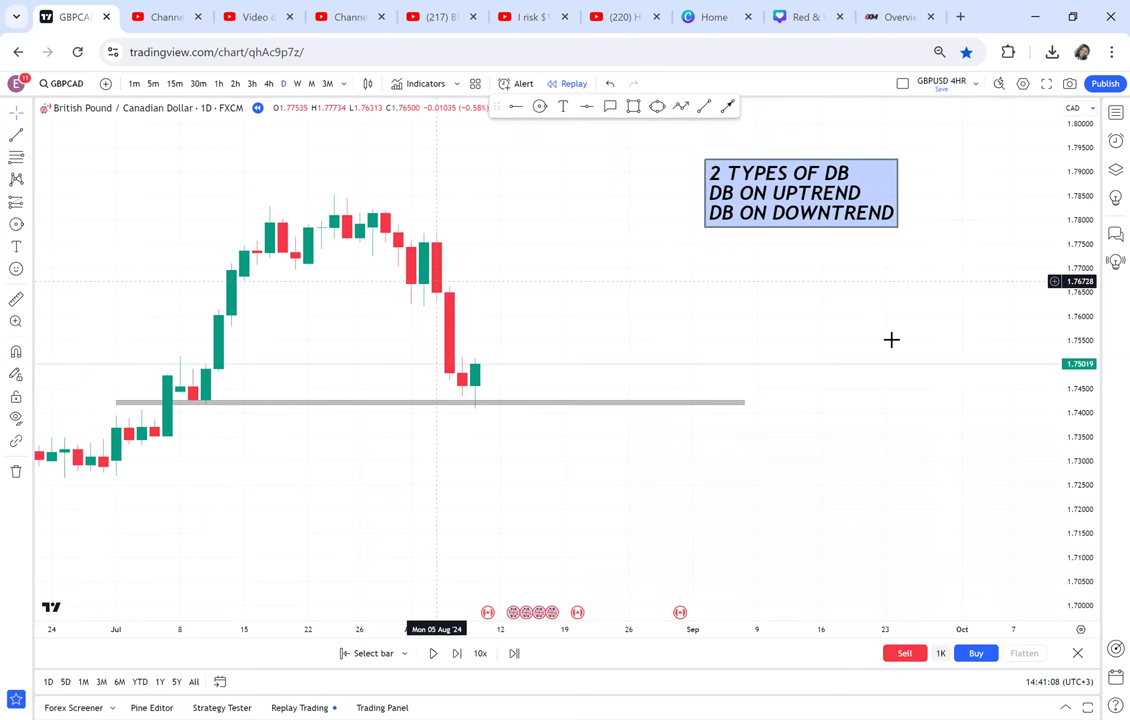 GBPCA
Channe
Video d
Channe
(217) B
I risk $1
(220) H
Home -
Red &
Overvi
tradingview.com/chart/qhAc9p7z/
E
11
GBPCAD
1m 5m 15m 30m 1h 2h 3h 4h D W M 3M
Indicators
Alert
Replay
GBPUSD 4HR
Save
Publish
British Pound / Canadian Dollar · 1D · FXCM
O1.77535 H1.77734 L1.76313 C1.76500 −0.01035 (−0.58%)
CAD
2 TYPES OF DB
DB ON UPTREND
DB ON DOWNTREND
1.80000
1.79500
1.79000
1.78500
1.78000
1.77500
1.77000
1.76728
1.76500
1.76000
1.75500
1.75019
1.74500
1.74000
1.73500
1.73000
1.72500
1.72000
1.71500
1.71000
1.70500
1.70000
24 Jul 8 15 22 26 Mon 05 Aug '24 12 19 26 Sep 9 16 23 Oct 7
Select bar
10x
Sell
1K
Buy
Flatten
1D 5D 1M 3M 6M YTD 1Y 5Y All
14:41:08 (UTC+3)
Forex Screener
Pine Editor
Strategy Tester
Replay Trading
Trading Panel